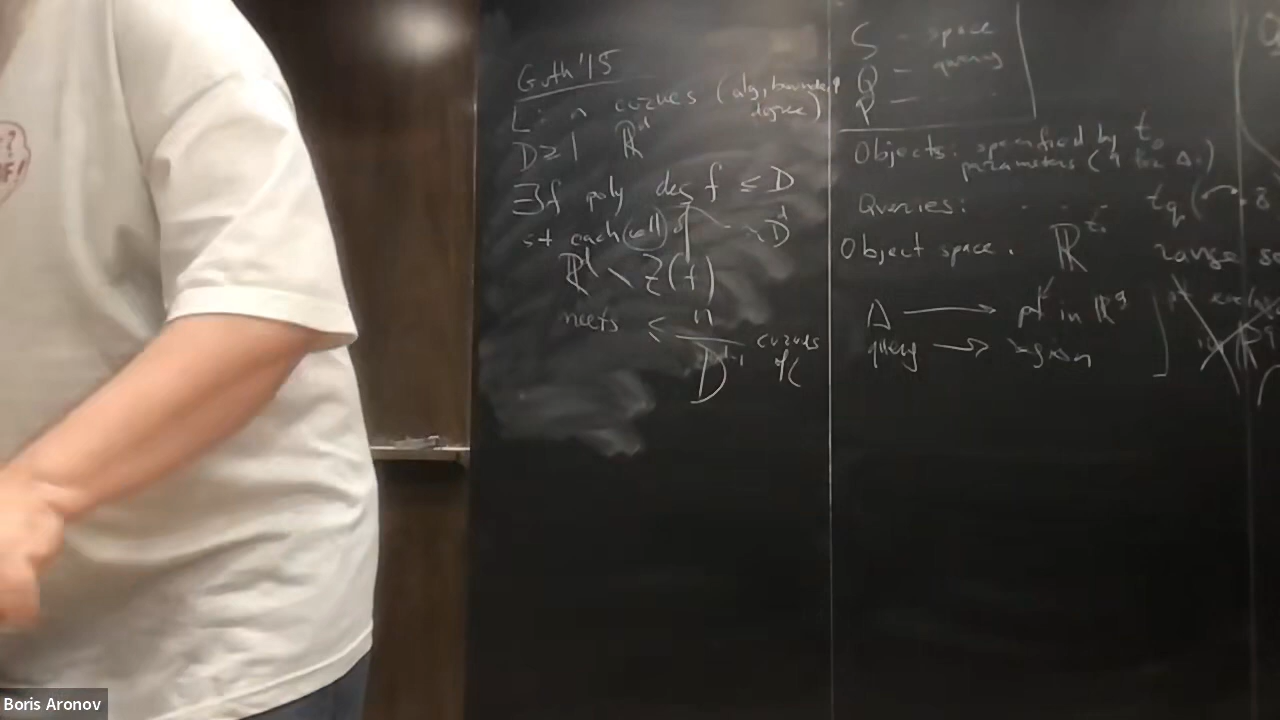 Guth '15
L: n curves (alg, bounded
degree)
D ≥ 1 ℝ^d
∃f poly deg f ≤ D
st each (cell) of ~D^d
ℝ^d \ Z(f)
meets ≤ n / D^{d-1} curves
of L
S - space
Q - query
P -
Objects: specified by t_o
parameters (9 for Δ)
Queries: . . . t_q ( 8
Object space. ℝ^{t_o} range
Δ → pt in ℝ^9
query → region
Boris Aronov